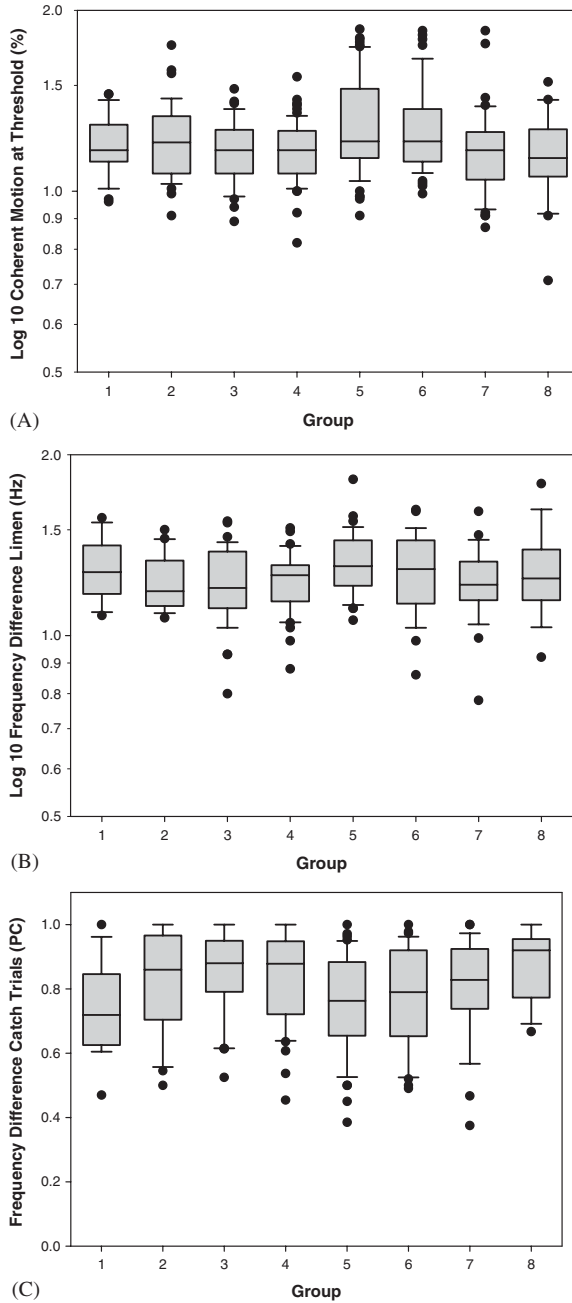 Log 10 Coherent Motion at Threshold (%)
2.0
1.5
1.0
0.9
0.8
0.7
0.6
0.5
1 2 3 4 5 6 7 8
(A) Group
Log 10 Frequency Difference Limen (Hz)
2.0
1.5
1.0
0.9
0.8
0.7
0.6
0.5
1 2 3 4 5 6 7 8
(B) Group
Frequency Difference Catch Trials (PC)
1.0
0.8
0.6
0.4
0.2
0.0
1 2 3 4 5 6 7 8
(C) Group